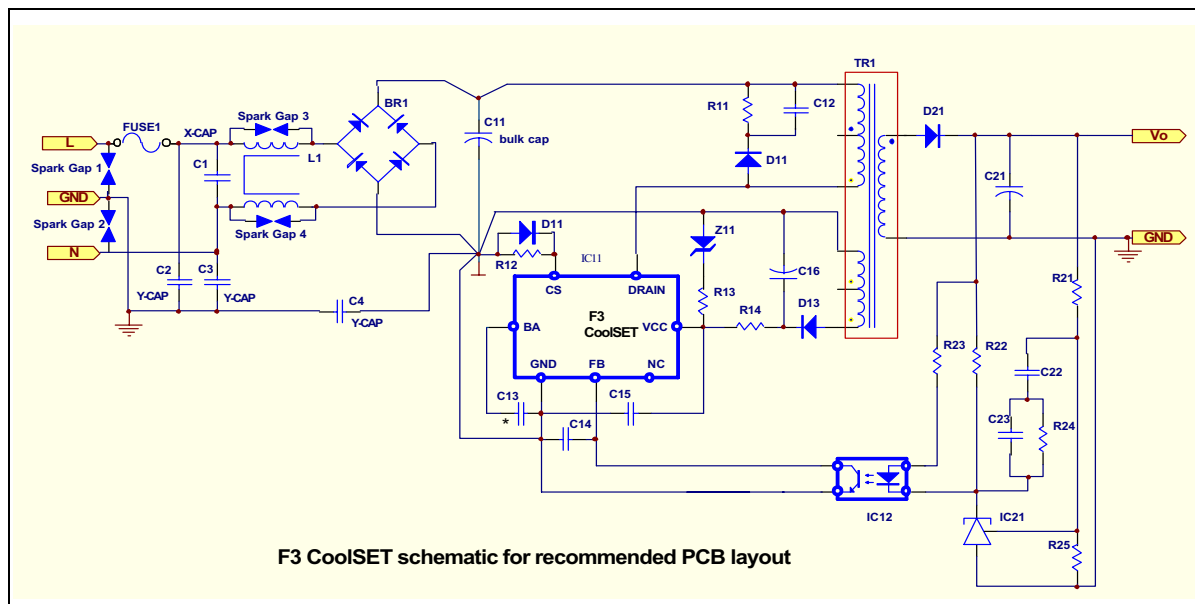 TR1
BR1
C11
bulk cap
R11
C12
D11
D21
Vo
FUSE1
X-CAP
Spark Gap 3
L
L1
C1
Spark Gap 1
GND
Spark Gap 2
N
Spark Gap 4
C21
GND
D11
R12
IC11
Z11
C16
C2
Y-CAP
C3
Y-CAP
C4
Y-CAP
CS
DRAIN
R13
R14
D13
R21
BA
F3
CoolSET
VCC
GND
FB
NC
R23
R22
C22
C13
*
C15
C14
C23
R24
IC12
IC21
R25
F3 CoolSET schematic for recommended PCB layout